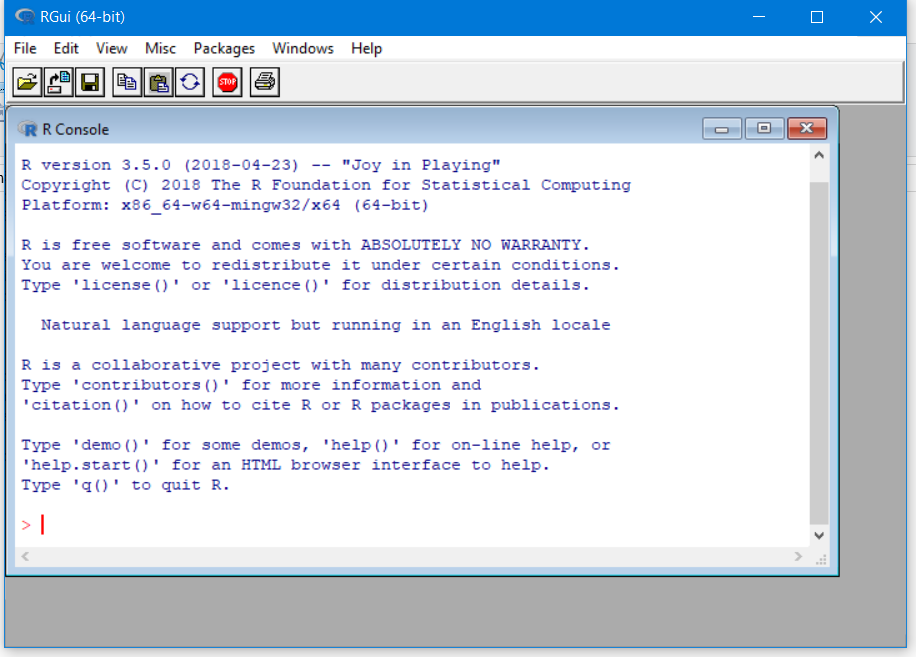 RGui (64-bit)
File Edit View Misc Packages Windows Help
STOP
R Console
R version 3.5.0 (2018-04-23) -- "Joy in Playing"
Copyright (C) 2018 The R Foundation for Statistical Computing
Platform: x86_64-w64-mingw32/x64 (64-bit)
R is free software and comes with ABSOLUTELY NO WARRANTY.
You are welcome to redistribute it under certain conditions.
Type 'license()' or 'licence()' for distribution details.
Natural language support but running in an English locale
R is a collaborative project with many contributors.
Type 'contributors()' for more information and
'citation()' on how to cite R or R packages in publications.
Type 'demo()' for some demos, 'help()' for on-line help, or
'help.start()' for an HTML browser interface to help.
Type 'q()' to quit R.
>